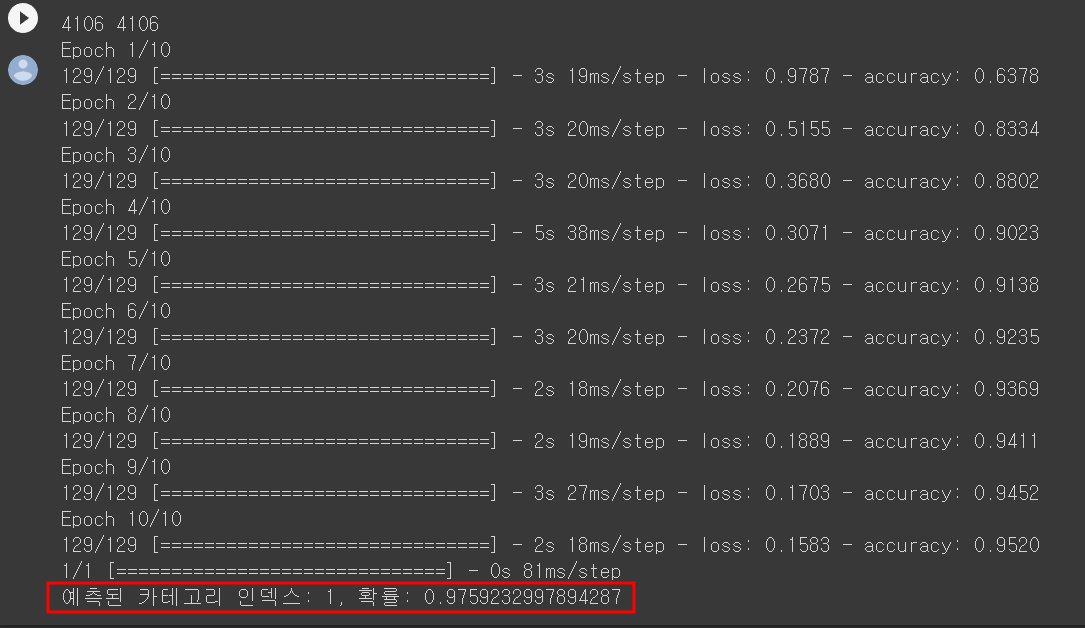 4106 4106
Epoch 1/10
129/129 [==============================] - 3s 19ms/step - loss: 0.9787 - accuracy: 0.6378
Epoch 2/10
129/129 [==============================] - 3s 20ms/step - loss: 0.5155 - accuracy: 0.8334
Epoch 3/10
129/129 [==============================] - 3s 20ms/step - loss: 0.3680 - accuracy: 0.8802
Epoch 4/10
129/129 [==============================] - 5s 38ms/step - loss: 0.3071 - accuracy: 0.9023
Epoch 5/10
129/129 [==============================] - 3s 21ms/step - loss: 0.2675 - accuracy: 0.9138
Epoch 6/10
129/129 [==============================] - 3s 20ms/step - loss: 0.2372 - accuracy: 0.9235
Epoch 7/10
129/129 [==============================] - 2s 18ms/step - loss: 0.2076 - accuracy: 0.9369
Epoch 8/10
129/129 [==============================] - 2s 19ms/step - loss: 0.1889 - accuracy: 0.9411
Epoch 9/10
129/129 [==============================] - 3s 27ms/step - loss: 0.1703 - accuracy: 0.9452
Epoch 10/10
129/129 [==============================] - 2s 18ms/step - loss: 0.1583 - accuracy: 0.9520
1/1 [==============================] - 0s 81ms/step
예측된 카테고리 인덱스: 1, 확률: 0.9759232997894287